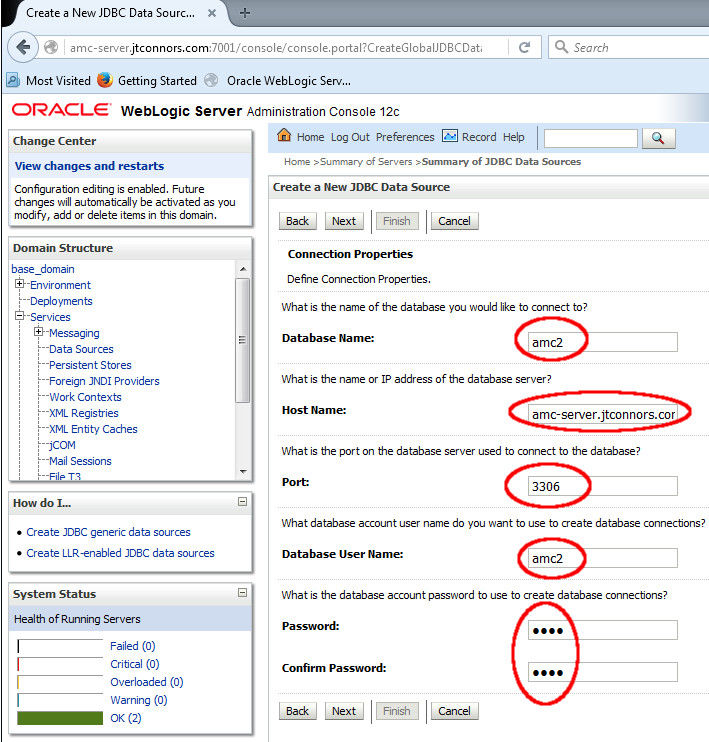 Create a New JDBC Data Sourc...
amc-server.jtconnors.com:7001/console/console.portal?CreateGlobalJDBCData
Search
Most Visited Getting Started Oracle WebLogic Serv...
ORACLE WebLogic Server Administration Console 12c
Change Center
View changes and restarts
Configuration editing is enabled. Future
changes will automatically be activated as you
modify, add or delete items in this domain.
Domain Structure
base_domain
Environment
Deployments
Services
Messaging
Data Sources
Persistent Stores
Foreign JNDI Providers
Work Contexts
XML Registries
XML Entity Caches
jCOM
Mail Sessions
File T3
How do I...
Create JDBC generic data sources
Create LLR-enabled JDBC data sources
System Status
Health of Running Servers
Failed (0)
Critical (0)
Overloaded (0)
Warning (0)
OK (2)
Home Log Out Preferences Record Help
Home >Summary of Servers >Summary of JDBC Data Sources
Create a New JDBC Data Source
Back Next Finish Cancel
Connection Properties
Define Connection Properties.
What is the name of the database you would like to connect to?
Database Name: amc2
What is the name or IP address of the database server?
Host Name: amc-server.jtconnors.cor
What is the port on the database server used to connect to the database?
Port: 3306
What database account user name do you want to use to create database connections?
Database User Name: amc2
What is the database account password to use to create database connections?
Password: ●●●●
Confirm Password: ●●●●
Back Next Finish Cancel